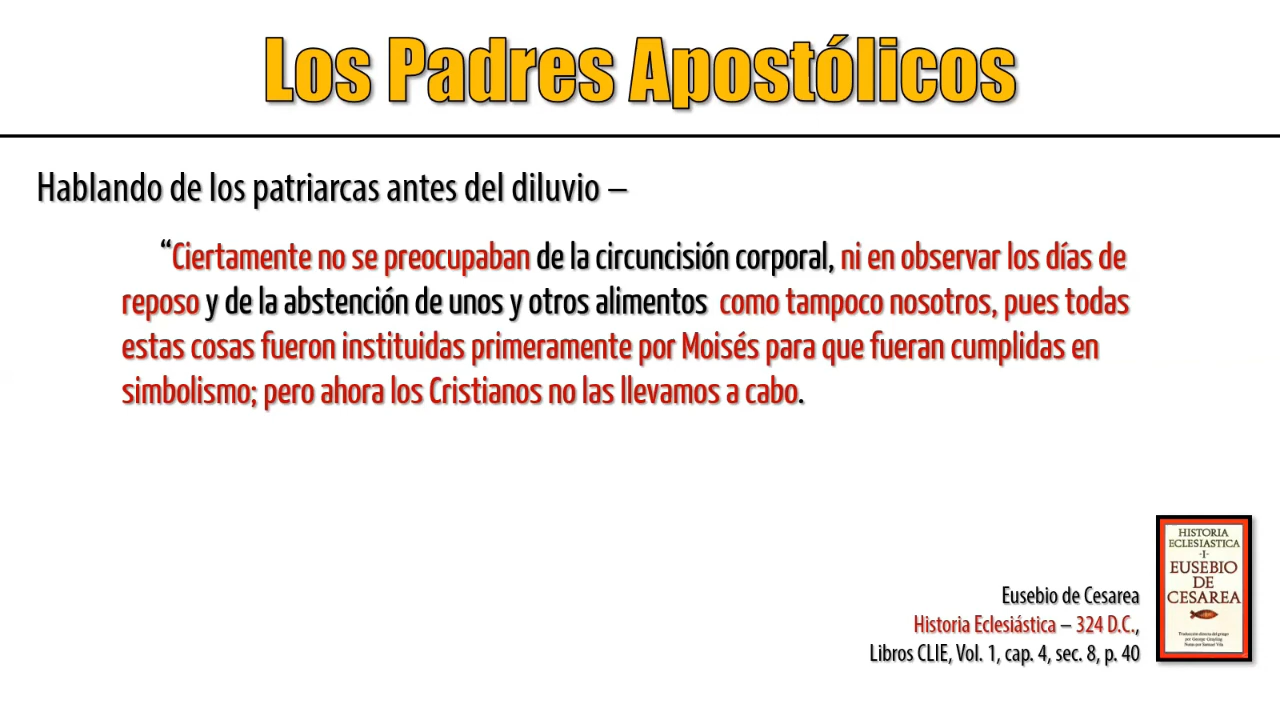 Los Padres Apostólicos
Hablando de los patriarcas antes del diluvio –
“Ciertamente no se preocupaban de la circuncisión corporal, ni en observar los días de
reposo y de la abstención de unos y otros alimentos como tampoco nosotros, pues todas
estas cosas fueron instituidas primeramente por Moisés para que fueran cumplidas en
simbolismo; pero ahora los Cristianos no las llevamos a cabo.
Eusebio de Cesarea
Historia Eclesiástica – 324 D.C.,
Libros CLIE, Vol. 1, cap. 4, sec. 8, p. 40
HISTORIA
ECLESIASTICA
-I-
EUSEBIO
DE
CESAREA